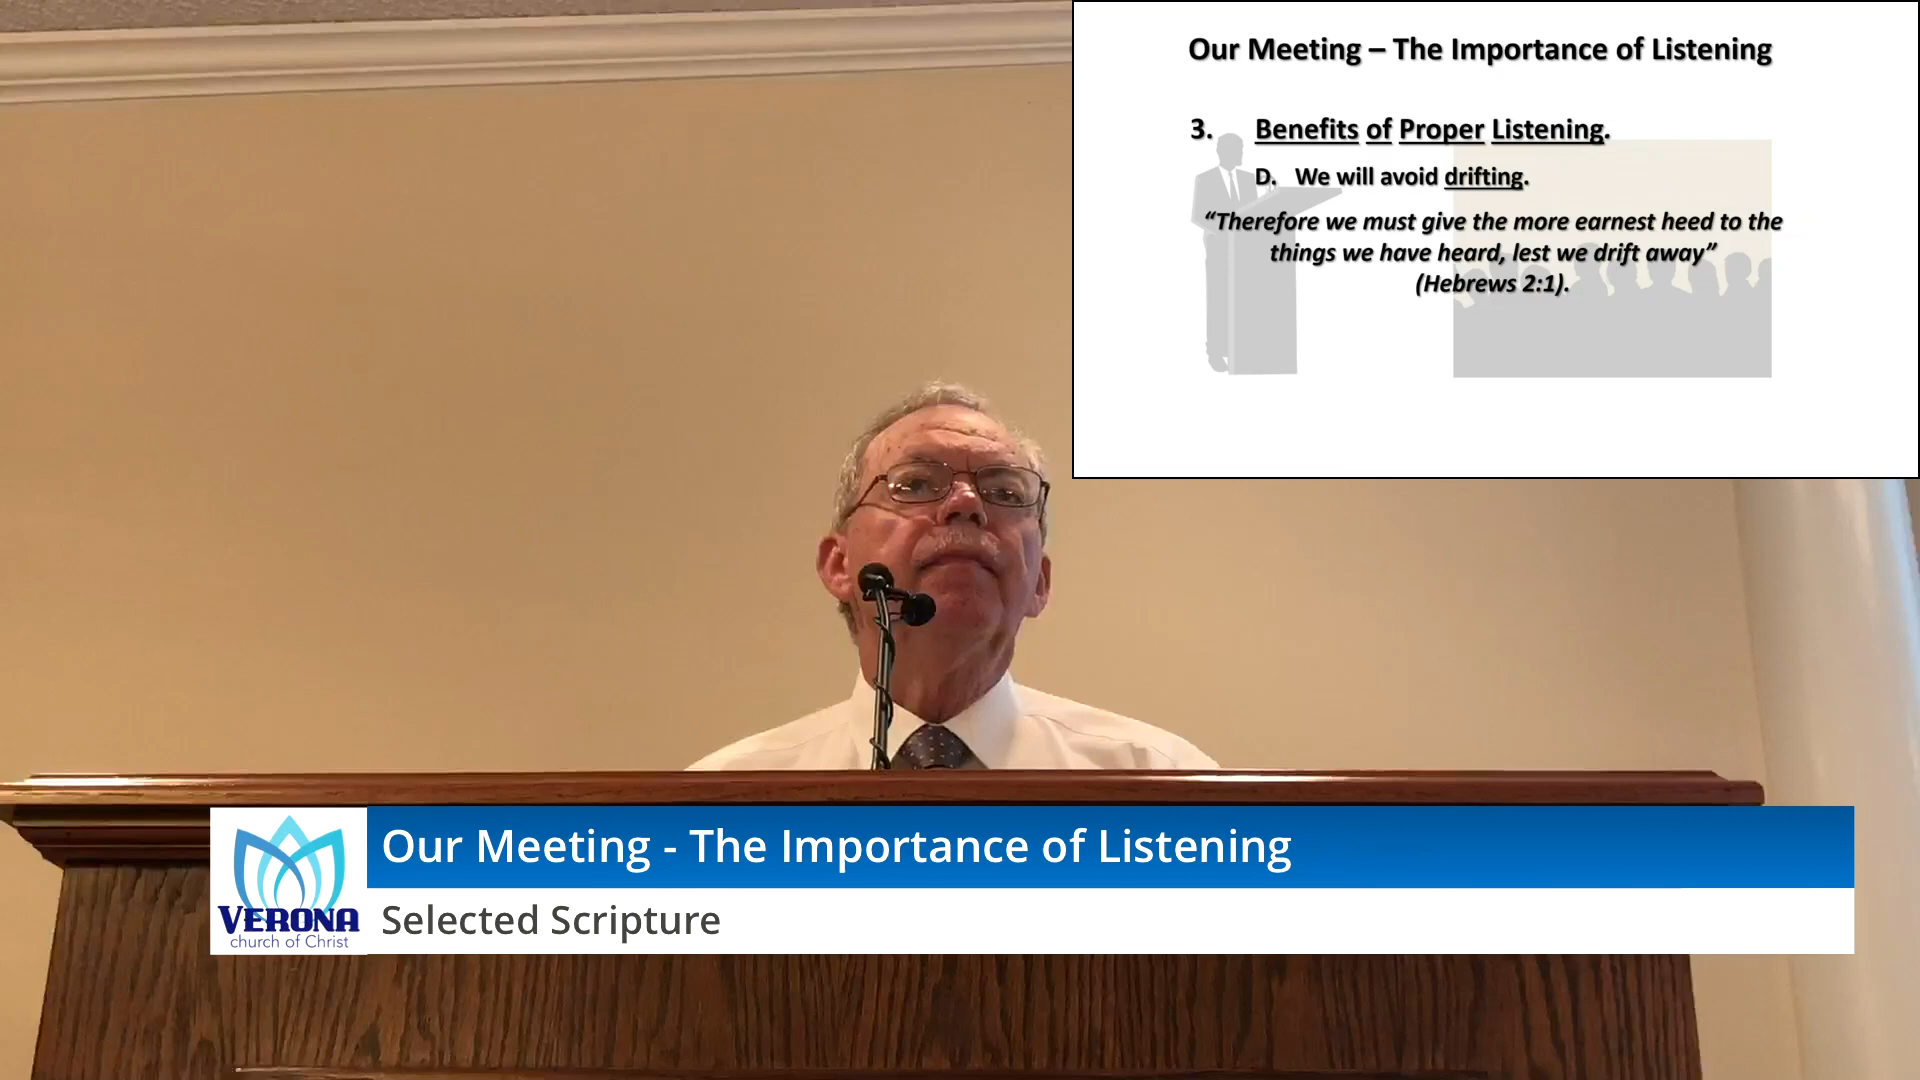 Our Meeting – The Importance of Listening
3. Benefits of Proper Listening.
D. We will avoid drifting.
“Therefore we must give the more earnest heed to the
things we have heard, lest we drift away”
(Hebrews 2:1).
Our Meeting - The Importance of Listening
Selected Scripture
VERONA
church of Christ